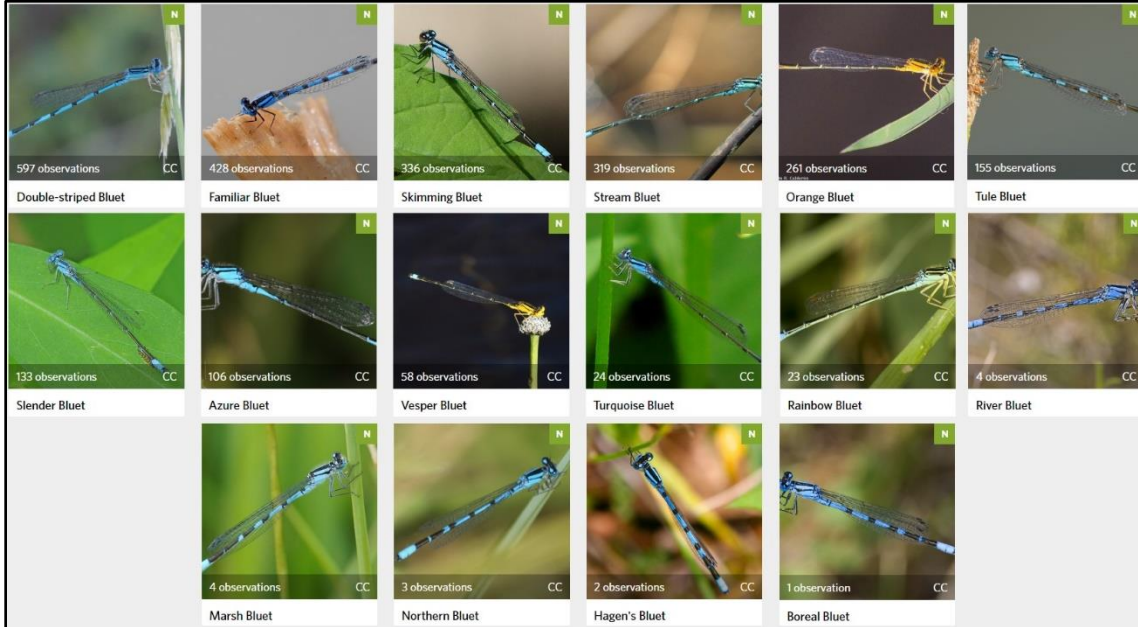 N
N
N
N
N
N
597 observations CC
428 observations CC
336 observations CC
319 observations CC
261 observations CC
155 observations CC
Double-striped Bluet
Familiar Bluet
Skimming Bluet
Stream Bluet
Orange Bluet
Tule Bluet
N
N
N
N
N
N
133 observations CC
106 observations CC
58 observations CC
24 observations CC
23 observations CC
4 observations CC
Slender Bluet
Azure Bluet
Vesper Bluet
Turquoise Bluet
Rainbow Bluet
River Bluet
N
N
N
N
4 observations CC
3 observations CC
2 observations CC
1 observation CC
Marsh Bluet
Northern Bluet
Hagen's Bluet
Boreal Bluet